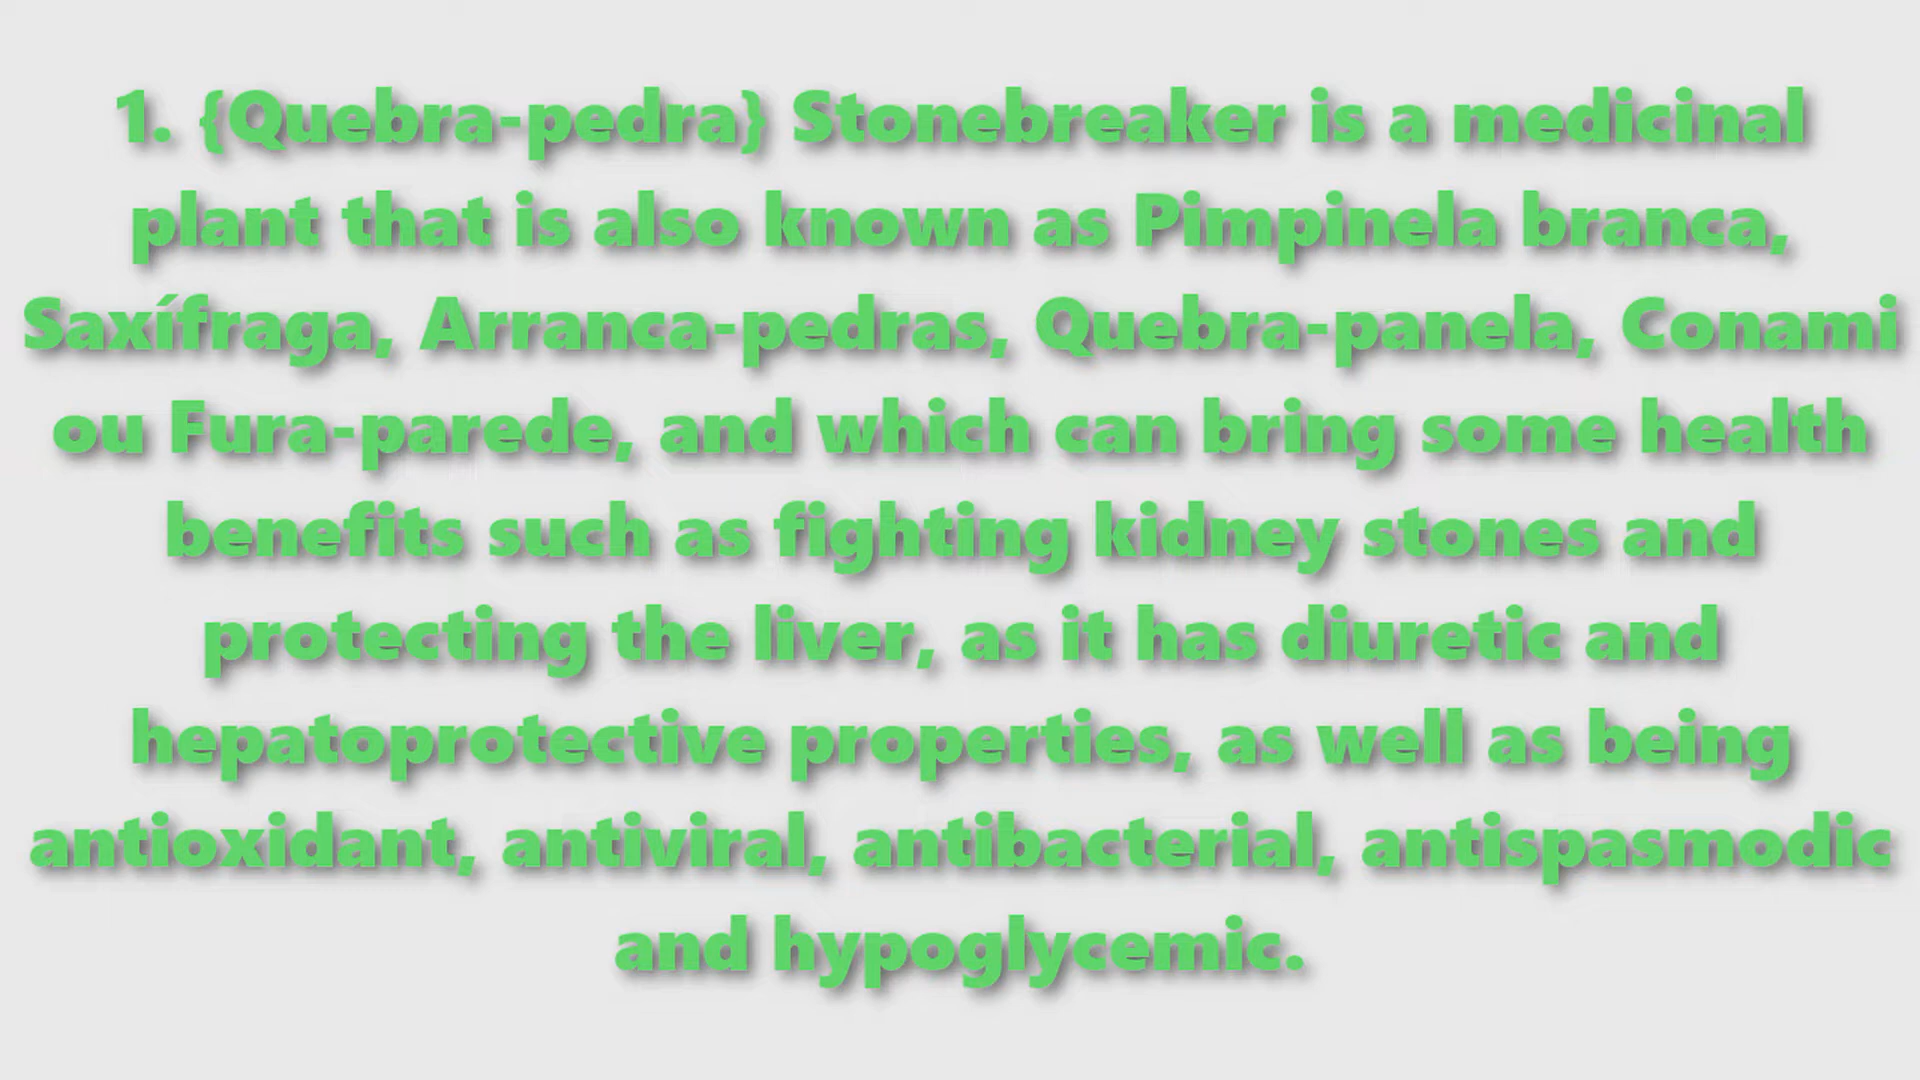 1. {Quebra-pedra} Stonebreaker is a medicinal
plant that is also known as Pimpinela branca,
Saxífraga, Arranca-pedras, Quebra-panela, Conami
ou Fura-parede, and which can bring some health
benefits such as fighting kidney stones and
protecting the liver, as it has diuretic and
hepatoprotective properties, as well as being
antioxidant, antiviral, antibacterial, antispasmodic
and hypoglycemic.